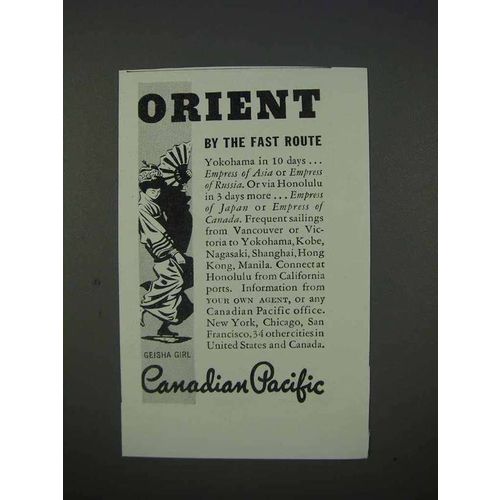 ORIENT
BY THE FAST ROUTE
Yokohama in 10 days...
Empress of Asia or Empress
of Russia. Or via Honolulu
in 3 days more... Empress
of Japan or Empress of
Canada. Frequent sailings
from Vancouver or Vic-
toria to Yokohama, Kobe,
Nagasaki, Shanghai, Hong
Kong, Manila. Connect at
Honolulu from California
ports. Information from
YOUR OWN AGENT, or any
Canadian Pacific office.
New York, Chicago, San
Francisco, 34 other cities in
United States and Canada.
GEISHA GIRL
Canadian Pacific